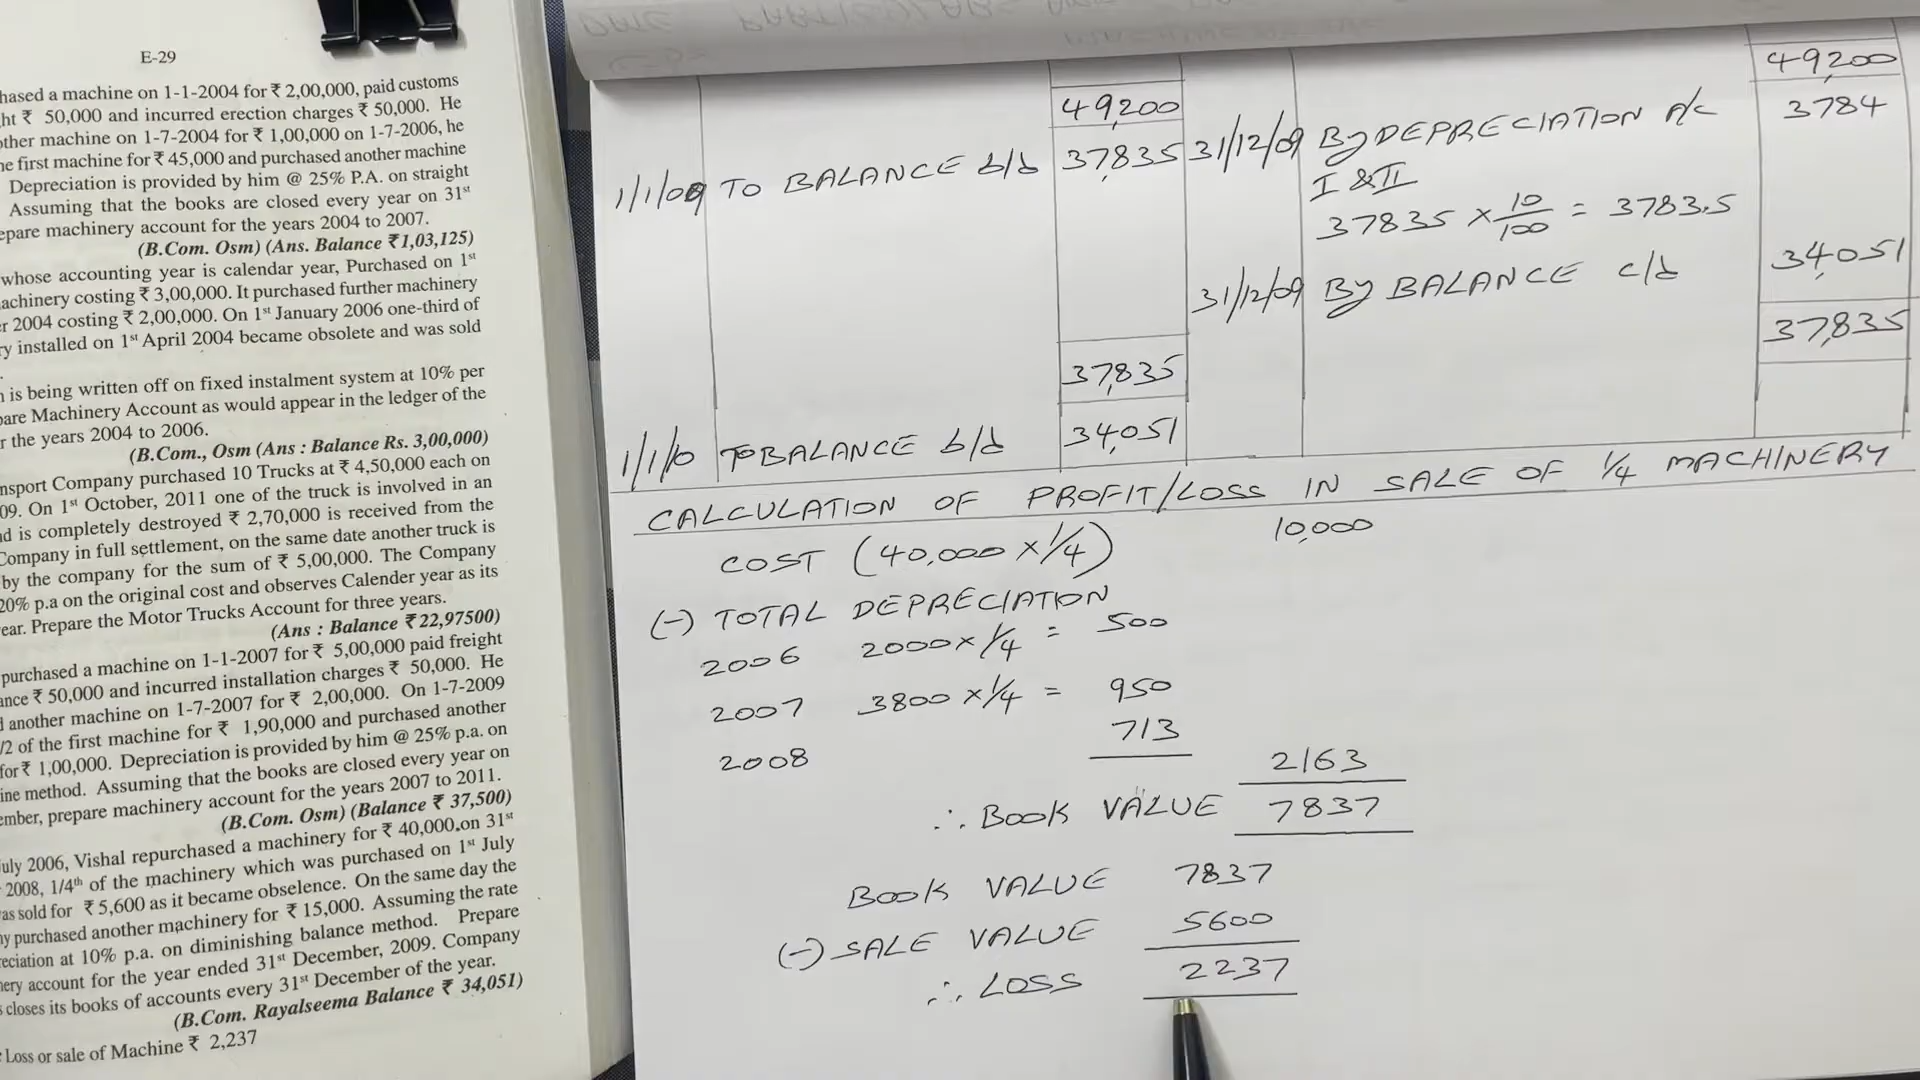 E-29
hased a machine on 1-1-2004 for ₹ 2,00,000, paid customs
ht ₹ 50,000 and incurred erection charges ₹ 50,000. He
other machine on 1-7-2004 for ₹ 1,00,000 on 1-7-2006, he
he first machine for ₹ 45,000 and purchased another machine
Depreciation is provided by him @ 25% P.A. on straight
Assuming that the books are closed every year on 31st
epare machinery account for the years 2004 to 2007.
(B.Com. Osm) (Ans. Balance ₹1,03,125)
whose accounting year is calendar year, Purchased on 1st
achinery costing ₹ 3,00,000. It purchased further machinery
r 2004 costing ₹ 2,00,000. On 1st January 2006 one-third of
ry installed on 1st April 2004 became obsolete and was sold
n is being written off on fixed instalment system at 10% per
pare Machinery Account as would appear in the ledger of the
r the years 2004 to 2006.
(B.Com., Osm (Ans : Balance Rs. 3,00,000)
nsport Company purchased 10 Trucks at ₹ 4,50,000 each on
09. On 1st October, 2011 one of the truck is involved in an
nd is completely destroyed ₹ 2,70,000 is received from the
Company in full settlement, on the same date another truck is
by the company for the sum of ₹ 5,00,000. The Company
20% p.a on the original cost and observes Calender year as its
ear. Prepare the Motor Trucks Account for three years.
(Ans : Balance ₹22,97500)
purchased a machine on 1-1-2007 for ₹ 5,00,000 paid freight
ance ₹ 50,000 and incurred installation charges ₹ 50,000. He
d another machine on 1-7-2007 for ₹ 2,00,000. On 1-7-2009
1/2 of the first machine for ₹ 1,90,000 and purchased another
for ₹ 1,00,000. Depreciation is provided by him @ 25% p.a. on
ine method. Assuming that the books are closed every year on
ember, prepare machinery account for the years 2007 to 2011.
(B.Com. Osm) (Balance ₹ 37,500)
uly 2006, Vishal repurchased a machinery for ₹ 40,000.on 31st
2008, 1/4th of the machinery which was purchased on 1st July
as sold for ₹ 5,600 as it became obselence. On the same day the
ny purchased another machinery for ₹ 15,000. Assuming the rate
reciation at 10% p.a. on diminishing balance method. Prepare
nery account for the year ended 31st December, 2009. Company
s closes its books of accounts every 31st December of the year.
(B.Com. Rayalseema Balance ₹ 34,051)
: Loss or sale of Machine ₹ 2,237
49,200 49,200
1/1/09 TO BALANCE b/d 37,835 31/12/09 By DEPRECIATION A/c 3784
I & II
37835 × 10/100 = 3783.5
31/12/09 By BALANCE c/d 34,051
37,835 37,835
1/1/10 TO BALANCE b/d 34,051
CALCULATION OF PROFIT/LOSS IN SALE OF 1/4 MACHINERY
COST (40,000 × 1/4) 10,000
(-) TOTAL DEPRECIATION
2006 2000 × 1/4 = 500
2007 3800 × 1/4 = 950
2008 713
2163
∴ BOOK VALUE 7837
BOOK VALUE 7837
(-) SALE VALUE 5600
∴ LOSS 2237